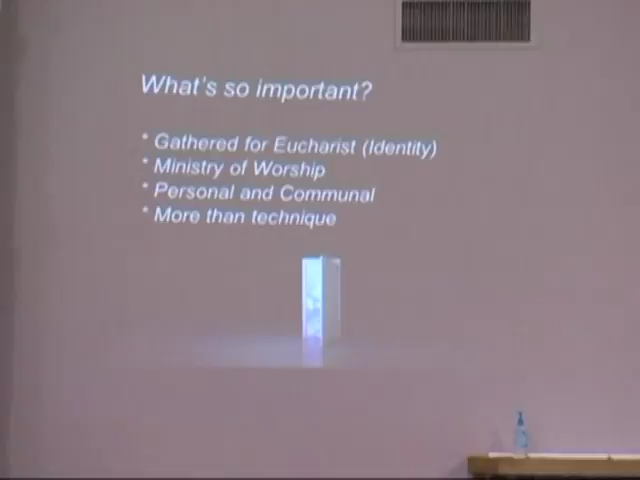 What's so important?
* Gathered for Eucharist (Identity)
* Ministry of Worship
* Personal and Communal
* More than technique